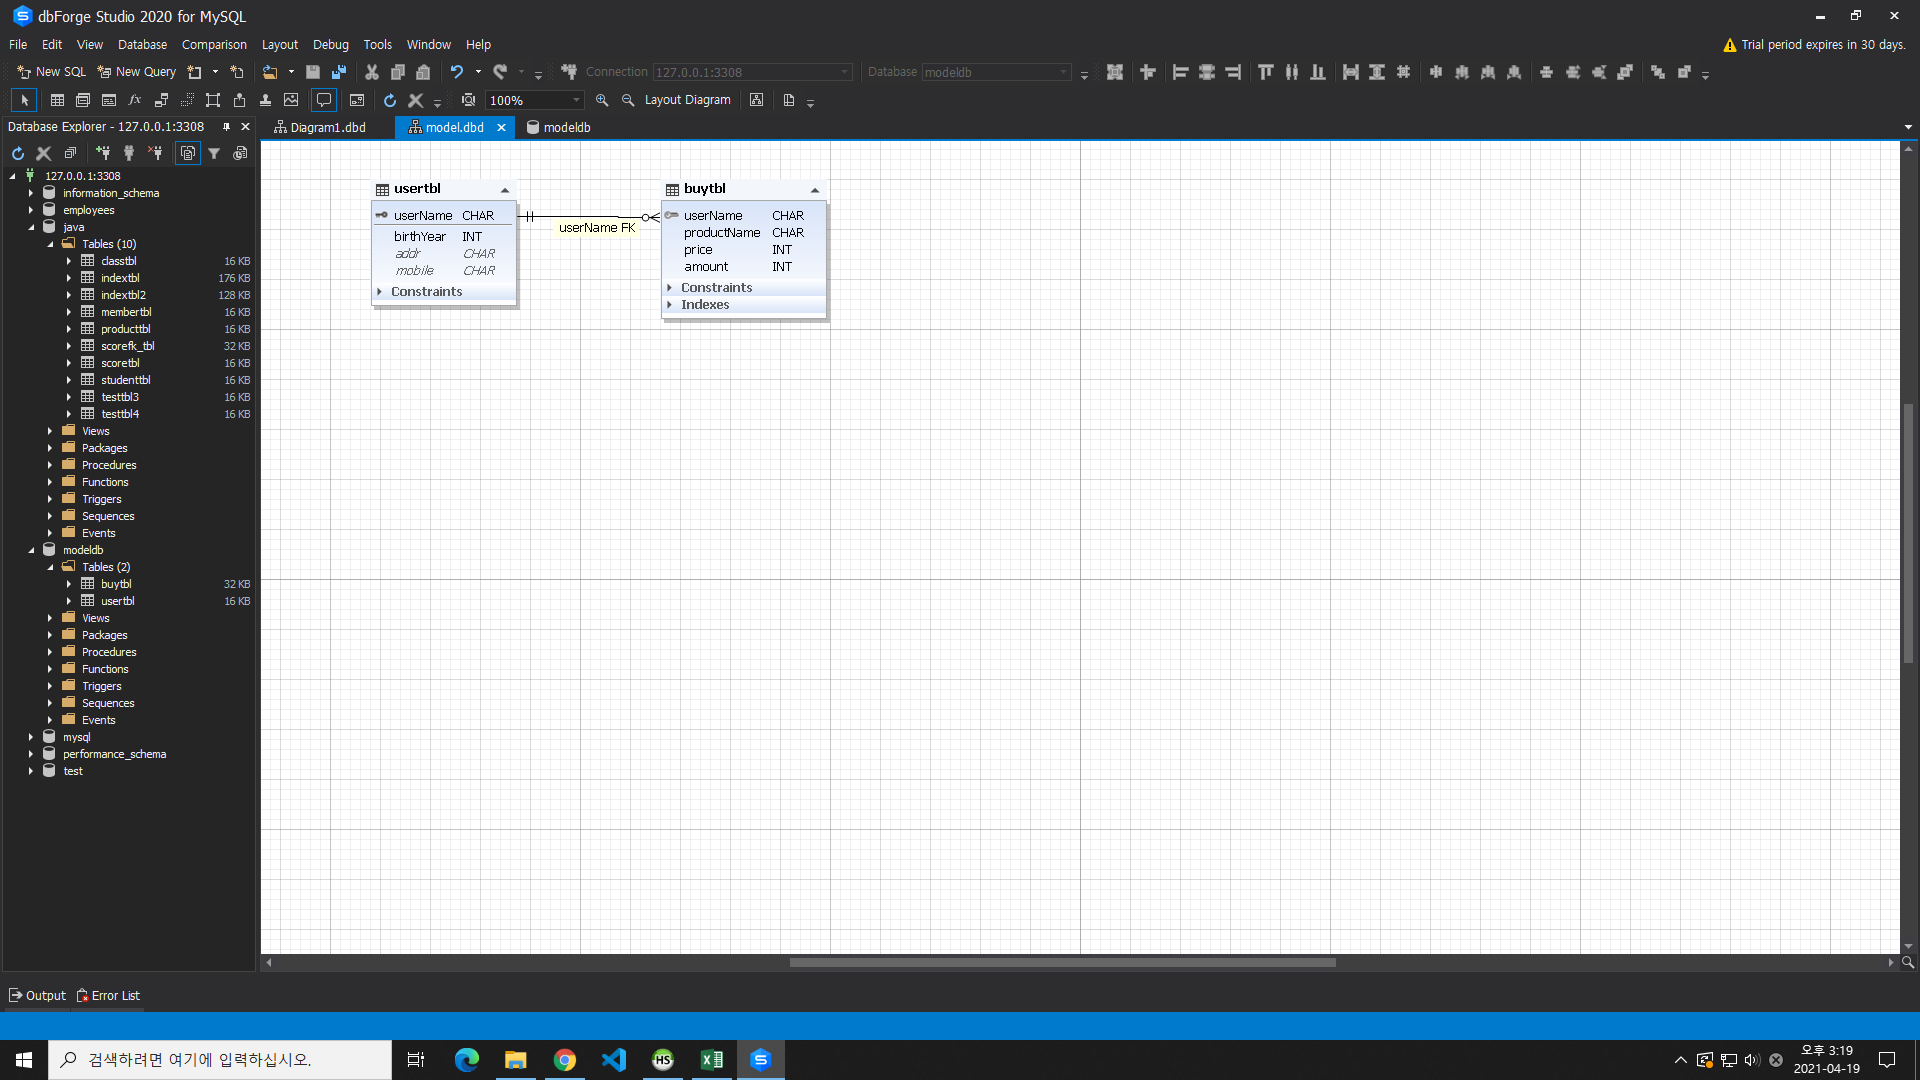 dbForge Studio 2020 for MySQL
File Edit View Database Comparison Layout Debug Tools Window Help
Trial period expires in 30 days.
New SQL New Query Connection 127.0.0.1:3308 Database modeldb
fx 100% Layout Diagram
Database Explorer - 127.0.0.1:3308
Diagram1.dbd model.dbd modeldb
127.0.0.1:3308
information_schema
employees
java
Tables (10)
classtbl 16 KB
indextbl 176 KB
indextbl2 128 KB
membertbl 16 KB
producttbl 16 KB
scorefk_tbl 32 KB
scoretbl 16 KB
studenttbl 16 KB
testtbl3 16 KB
testtbl4 16 KB
Views
Packages
Procedures
Functions
Triggers
Sequences
Events
modeldb
Tables (2)
buytbl 32 KB
usertbl 16 KB
Views
Packages
Procedures
Functions
Triggers
Sequences
Events
mysql
performance_schema
test
usertbl
userName CHAR
birthYear INT
addr CHAR
mobile CHAR
Constraints
userName FK
buytbl
userName CHAR
productName CHAR
price INT
amount INT
Constraints
Indexes
Output Error List
검색하려면 여기에 입력하십시오.
HS
오후 3:19
2021-04-19